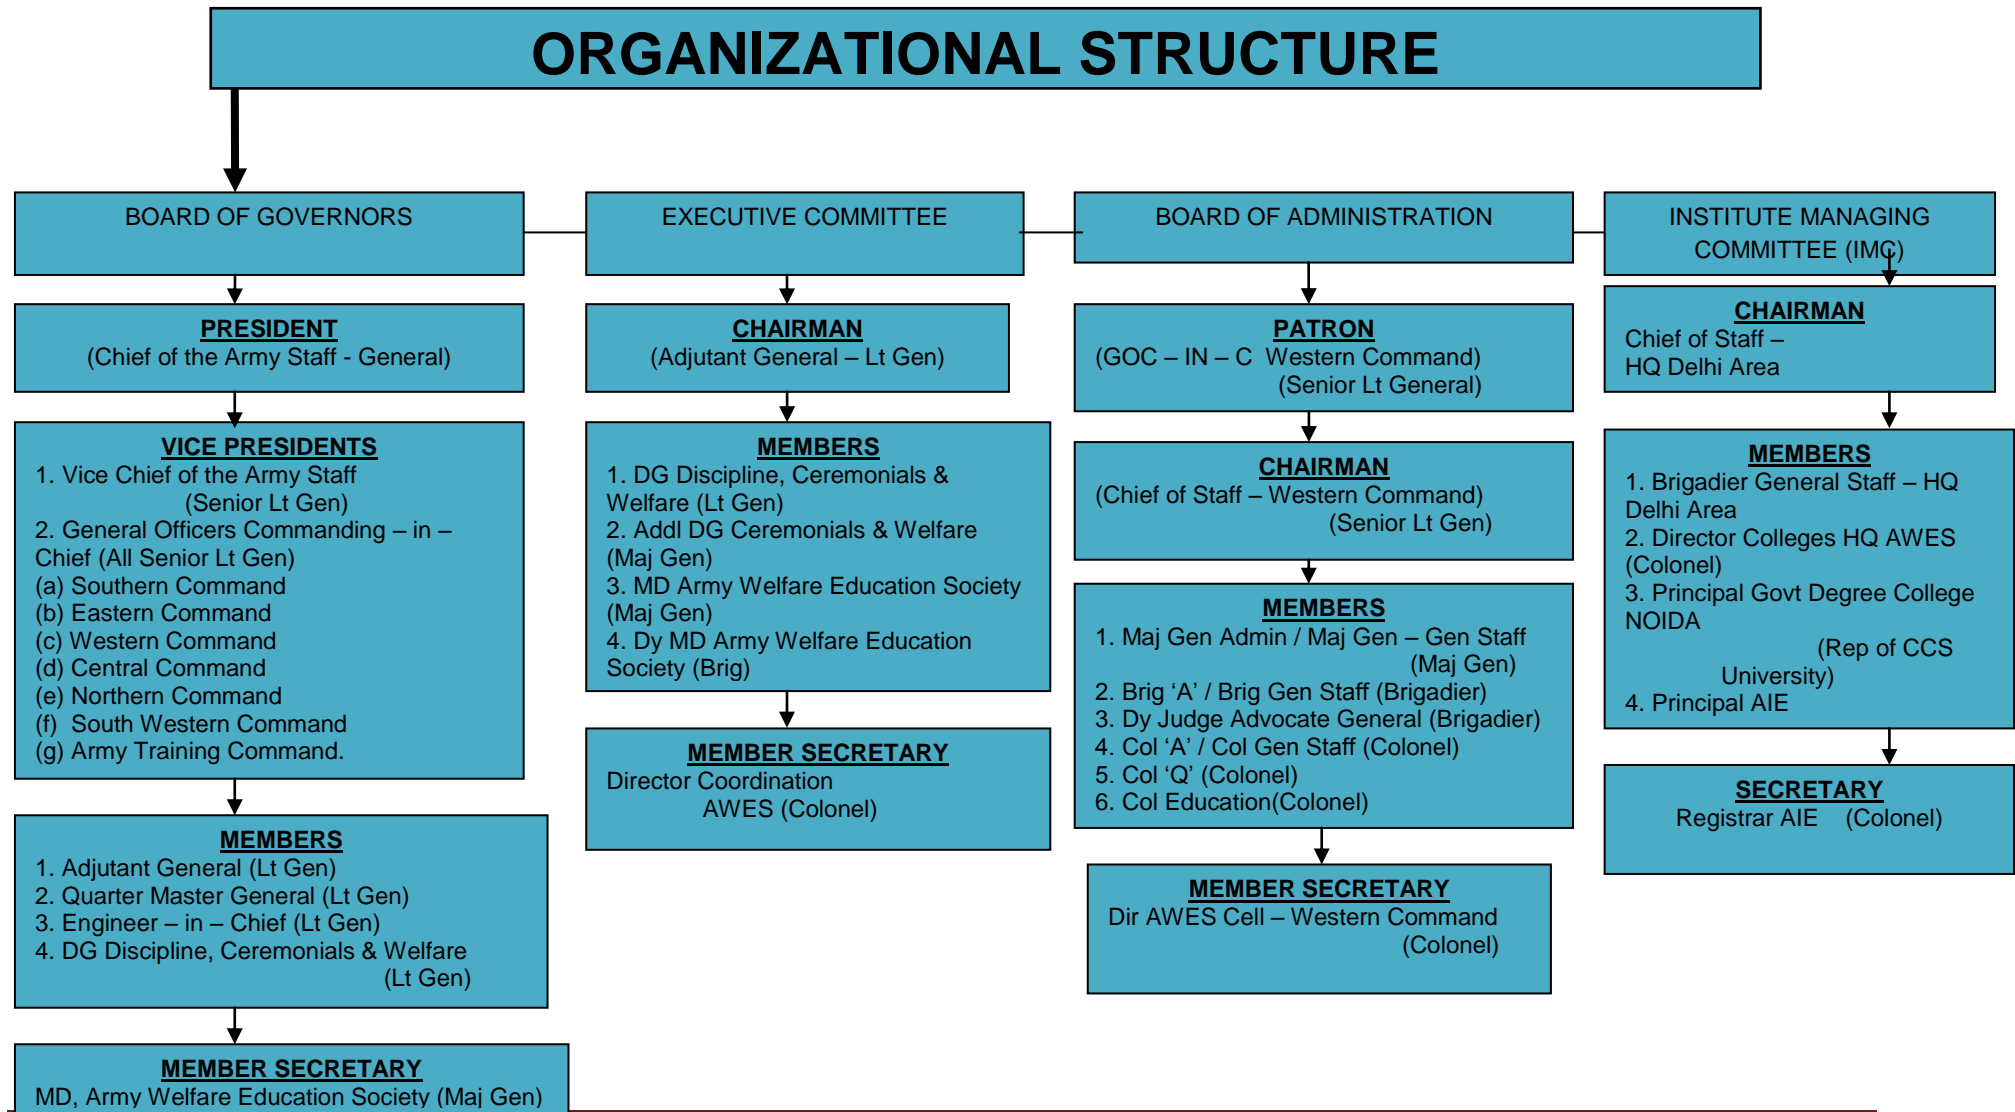 ORGANIZATIONAL STRUCTURE
BOARD OF GOVERNORS
PRESIDENT
(Chief of the Army Staff - General)
VICE PRESIDENTS
1. Vice Chief of the Army Staff
(Senior Lt Gen)
2. General Officers Commanding – in –
Chief (All Senior Lt Gen)
(a) Southern Command
(b) Eastern Command
(c) Western Command
(d) Central Command
(e) Northern Command
(f) South Western Command
(g) Army Training Command.
MEMBERS
1. Adjutant General (Lt Gen)
2. Quarter Master General (Lt Gen)
3. Engineer – in – Chief (Lt Gen)
4. DG Discipline, Ceremonials & Welfare
(Lt Gen)
MEMBER SECRETARY
MD, Army Welfare Education Society (Maj Gen)
EXECUTIVE COMMITTEE
CHAIRMAN
(Adjutant General – Lt Gen)
MEMBERS
1. DG Discipline, Ceremonials &
Welfare (Lt Gen)
2. Addl DG Ceremonials & Welfare
(Maj Gen)
3. MD Army Welfare Education Society
(Maj Gen)
4. Dy MD Army Welfare Education
Society (Brig)
MEMBER SECRETARY
Director Coordination
AWES (Colonel)
BOARD OF ADMINISTRATION
PATRON
(GOC – IN – C Western Command)
(Senior Lt General)
CHAIRMAN
(Chief of Staff – Western Command)
(Senior Lt Gen)
MEMBERS
1. Maj Gen Admin / Maj Gen – Gen Staff
(Maj Gen)
2. Brig ‘A’ / Brig Gen Staff (Brigadier)
3. Dy Judge Advocate General (Brigadier)
4. Col ‘A’ / Col Gen Staff (Colonel)
5. Col ‘Q’ (Colonel)
6. Col Education(Colonel)
MEMBER SECRETARY
Dir AWES Cell – Western Command
(Colonel)
INSTITUTE MANAGING
COMMITTEE (IMC)
CHAIRMAN
Chief of Staff –
HQ Delhi Area
MEMBERS
1. Brigadier General Staff – HQ
Delhi Area
2. Director Colleges HQ AWES
(Colonel)
3. Principal Govt Degree College
NOIDA
(Rep of CCS
University)
4. Principal AIE
SECRETARY
Registrar AIE (Colonel)